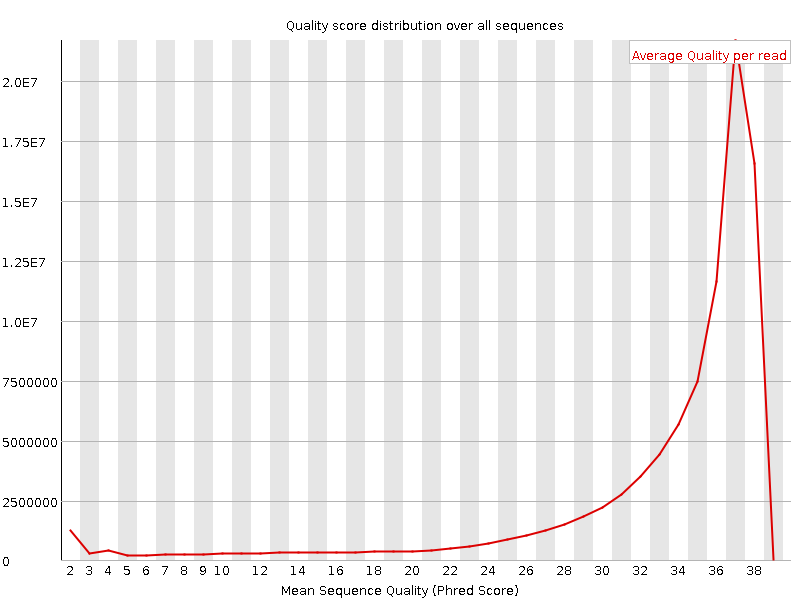 Quality score distribution over all sequences
Average Quality per read
2.0E7
1.75E7
1.5E7
1.25E7
1.0E7
7500000
5000000
2500000
0
2 3 4 5 6 7 8 9 10 12 14 16 18 20 22 24 26 28 30 32 34 36 38
Mean Sequence Quality (Phred Score)